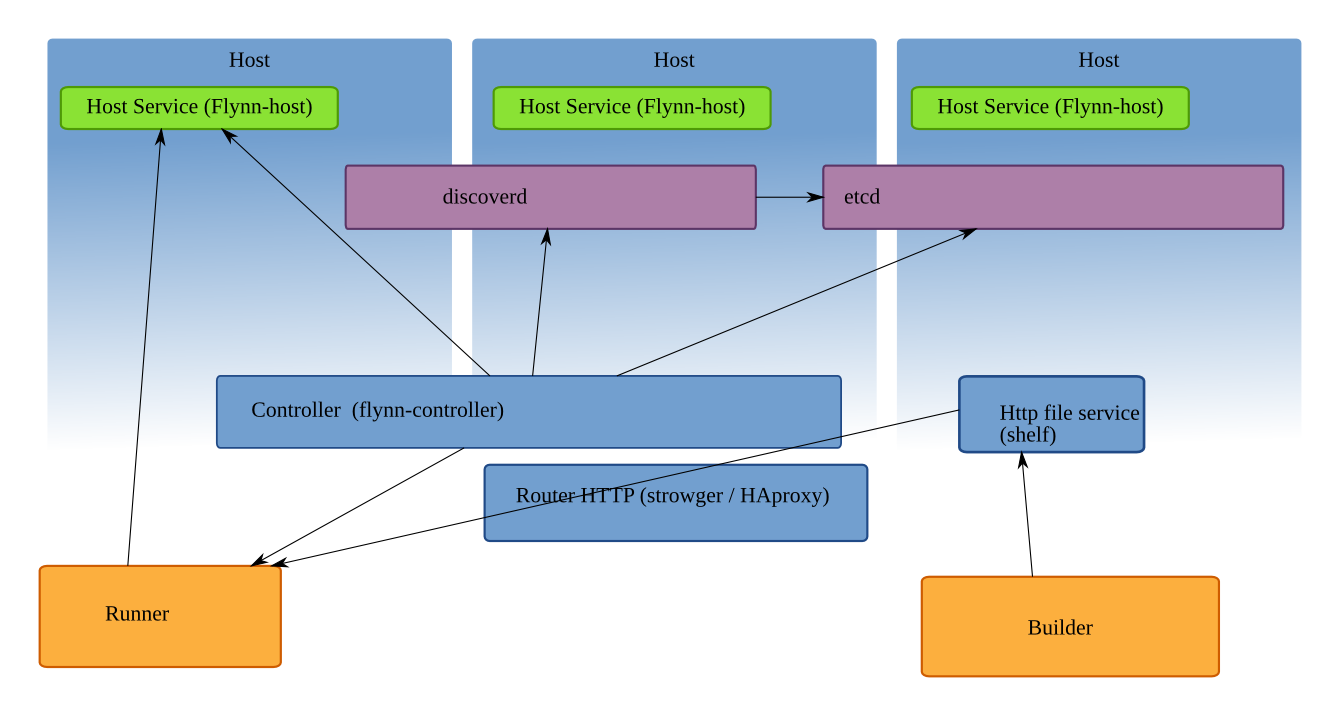 Host
Host
Host
Host Service (Flynn-host)
Host Service (Flynn-host)
Host Service (Flynn-host)
discoverd
etcd
Controller  (flynn-controller)
Http file service
(shelf)
Router HTTP (strowger / HAproxy)
Runner
Builder